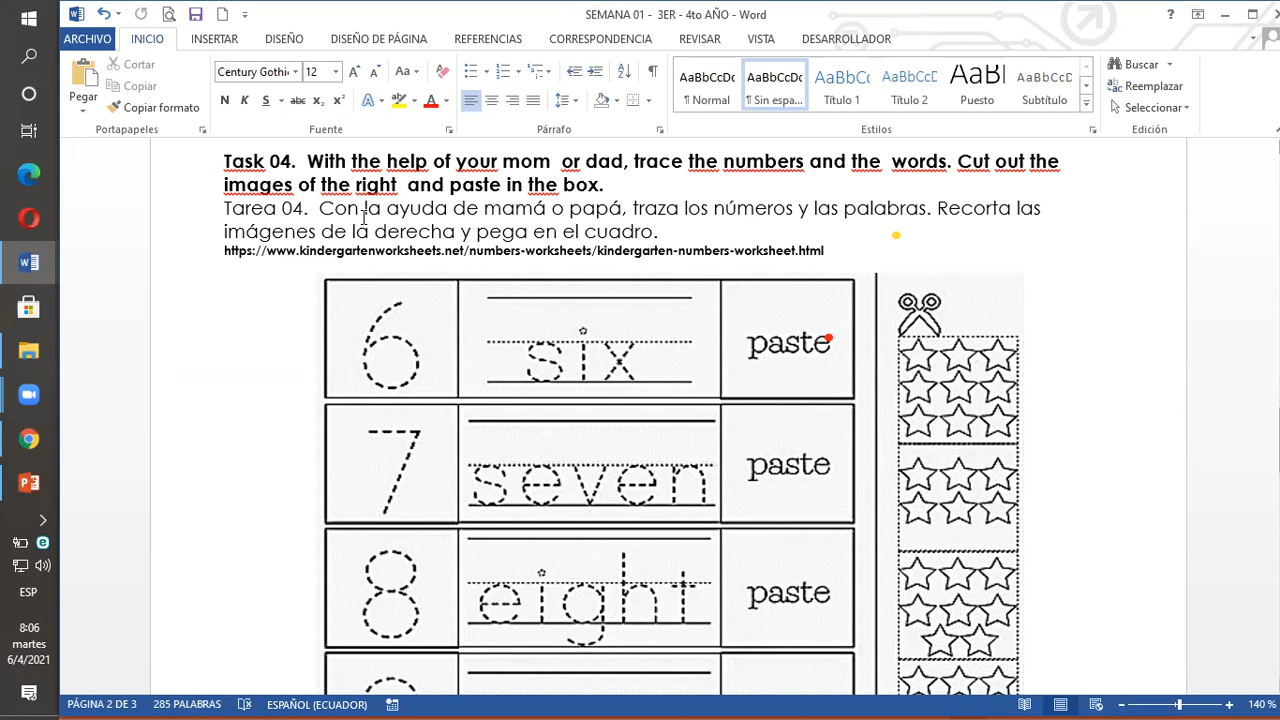 SEMANA 01 - 3ER - 4to AÑO - Word
ARCHIVO INICIO INSERTAR DISEÑO DISEÑO DE PÁGINA REFERENCIAS CORRESPONDENCIA REVISAR VISTA DESARROLLADOR
Pegar
Cortar
Copiar
Copiar formato
Portapapeles
Century Gothi 12
N K S abc x₂ x²
Fuente
Párrafo
AaBbCcDc AaBbCcDc AaBbCcD AaBbCcD AaB AaBbCcD
¶ Normal ¶ Sin espa... Título 1 Título 2 Puesto Subtítulo
Estilos
Buscar
Reemplazar
Seleccionar
Edición
Task 04. With the help of your mom or dad, trace the numbers and the words. Cut out the
images of the right and paste in the box.
Tarea 04. Con la ayuda de mamá o papá, traza los números y las palabras. Recorta las
imágenes de la derecha y pega en el cuadro.
https://www.kindergartenworksheets.net/numbers-worksheets/kindergarten-numbers-worksheet.html
6 six paste
7 seven paste
8 eight paste
ESP
8:06
martes
6/4/2021
PÁGINA 2 DE 3 285 PALABRAS ESPAÑOL (ECUADOR) 140 %